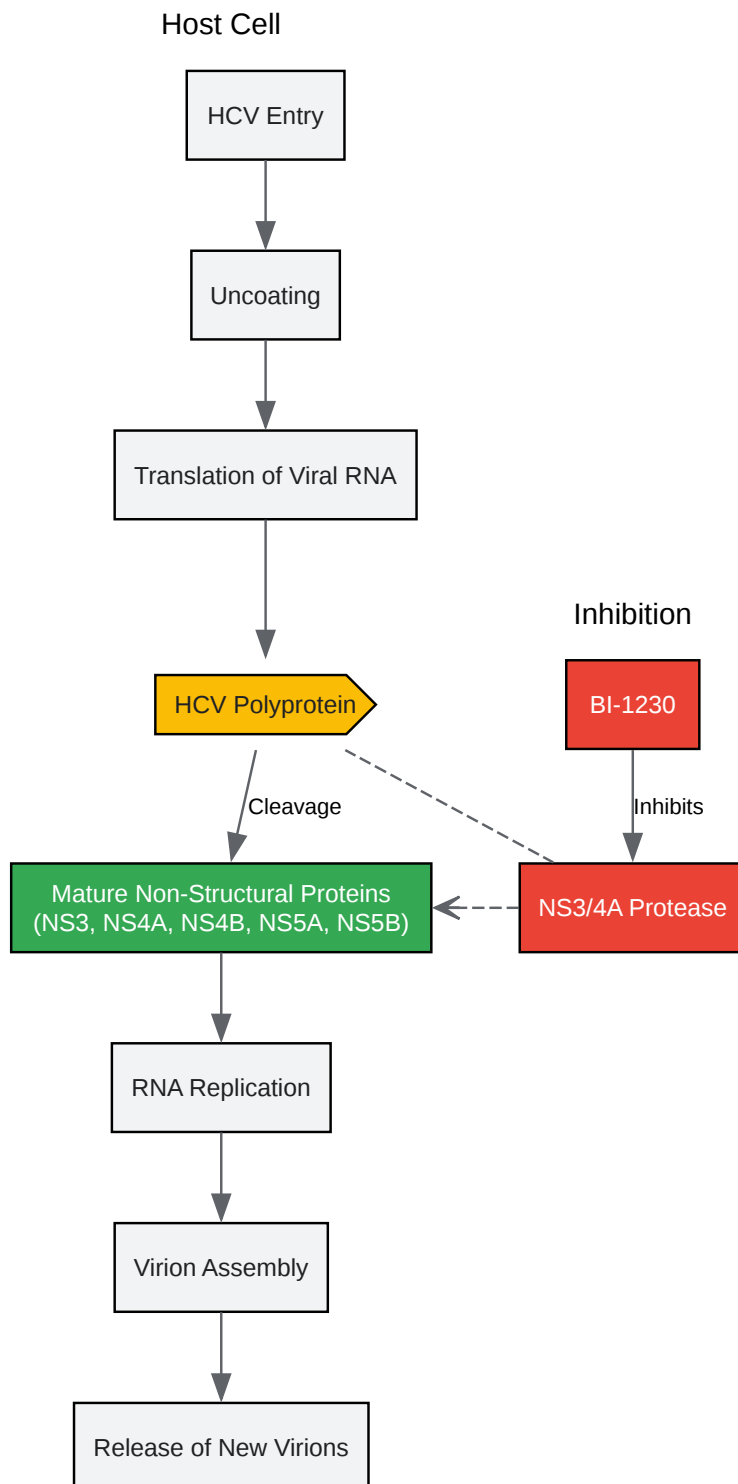 Host Cell
HCV Entry
Uncoating
Translation of Viral RNA
Inhibition
HCV Polyprotein
BI-1230
Cleavage
Inhibits
Mature Non-Structural Proteins
(NS3, NS4A, NS4B, NS5A, NS5B)
NS3/4A Protease
RNA Replication
Virion Assembly
Release of New Virions